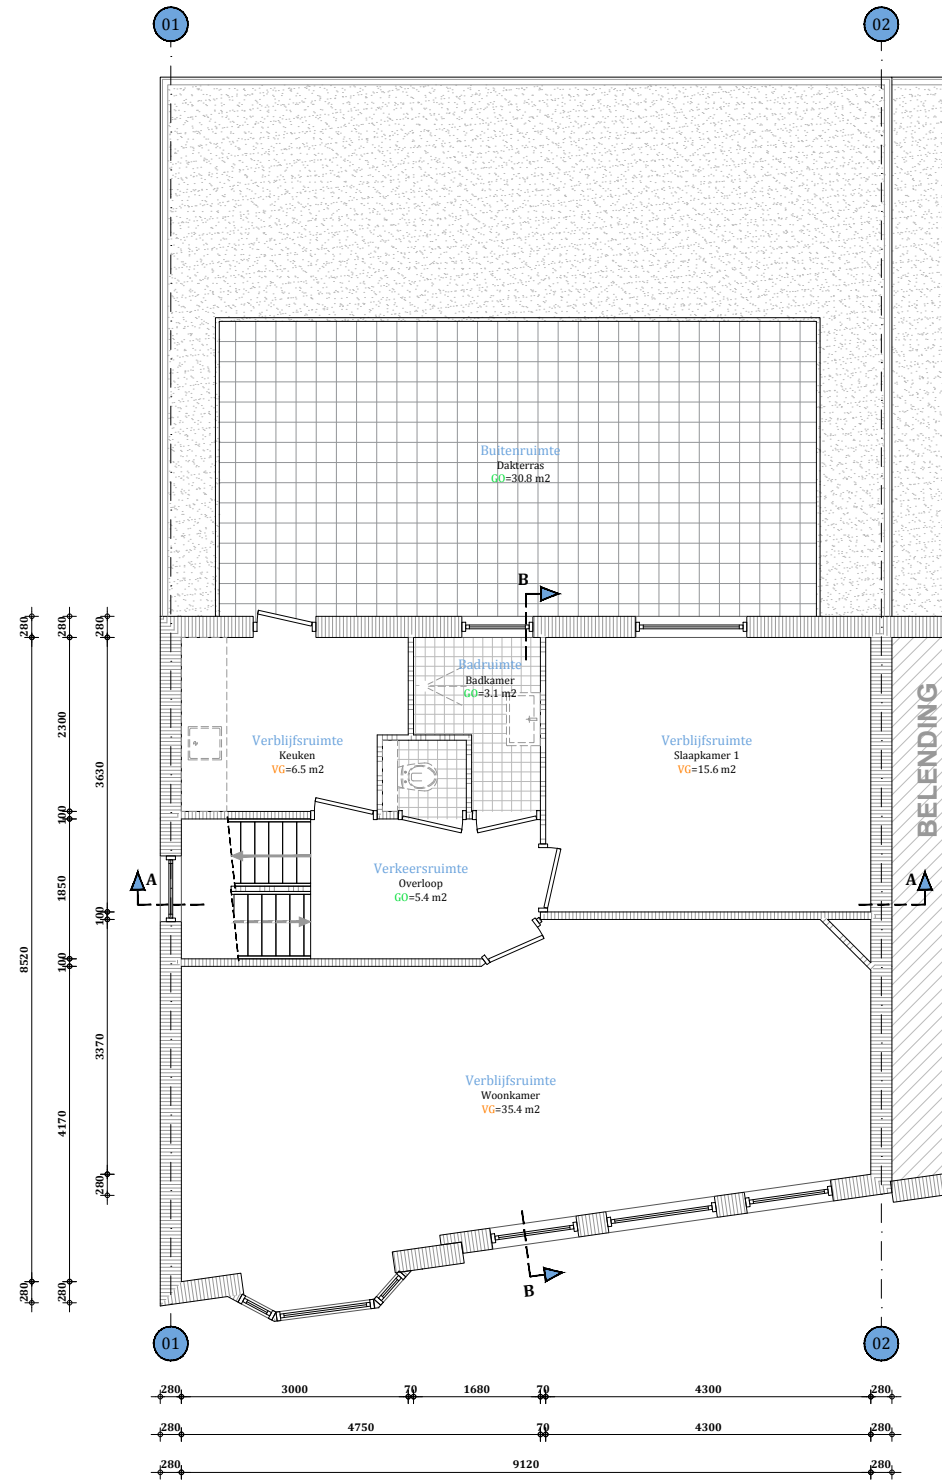 01
02
Buitenruimte
Dakterras
GO=30.8 m2
B
Badruimte
Badkamer
GO=3.1 m2
Verblijfsruimte
Keuken
VG=6.5 m2
Verblijfsruimte
Slaapkamer 1
VG=15.6 m2
BELENDING
Verkeersruimte
Overloop
GO=5.4 m2
A
A
Verblijfsruimte
Woonkamer
VG=35.4 m2
B
280
8520
280
280
2300
100
1850
100
4170
280
280
3630
100
3370
280
01
02
280
3000
70
1680
70
4300
280
280
4750
70
4300
280
280
9120
280